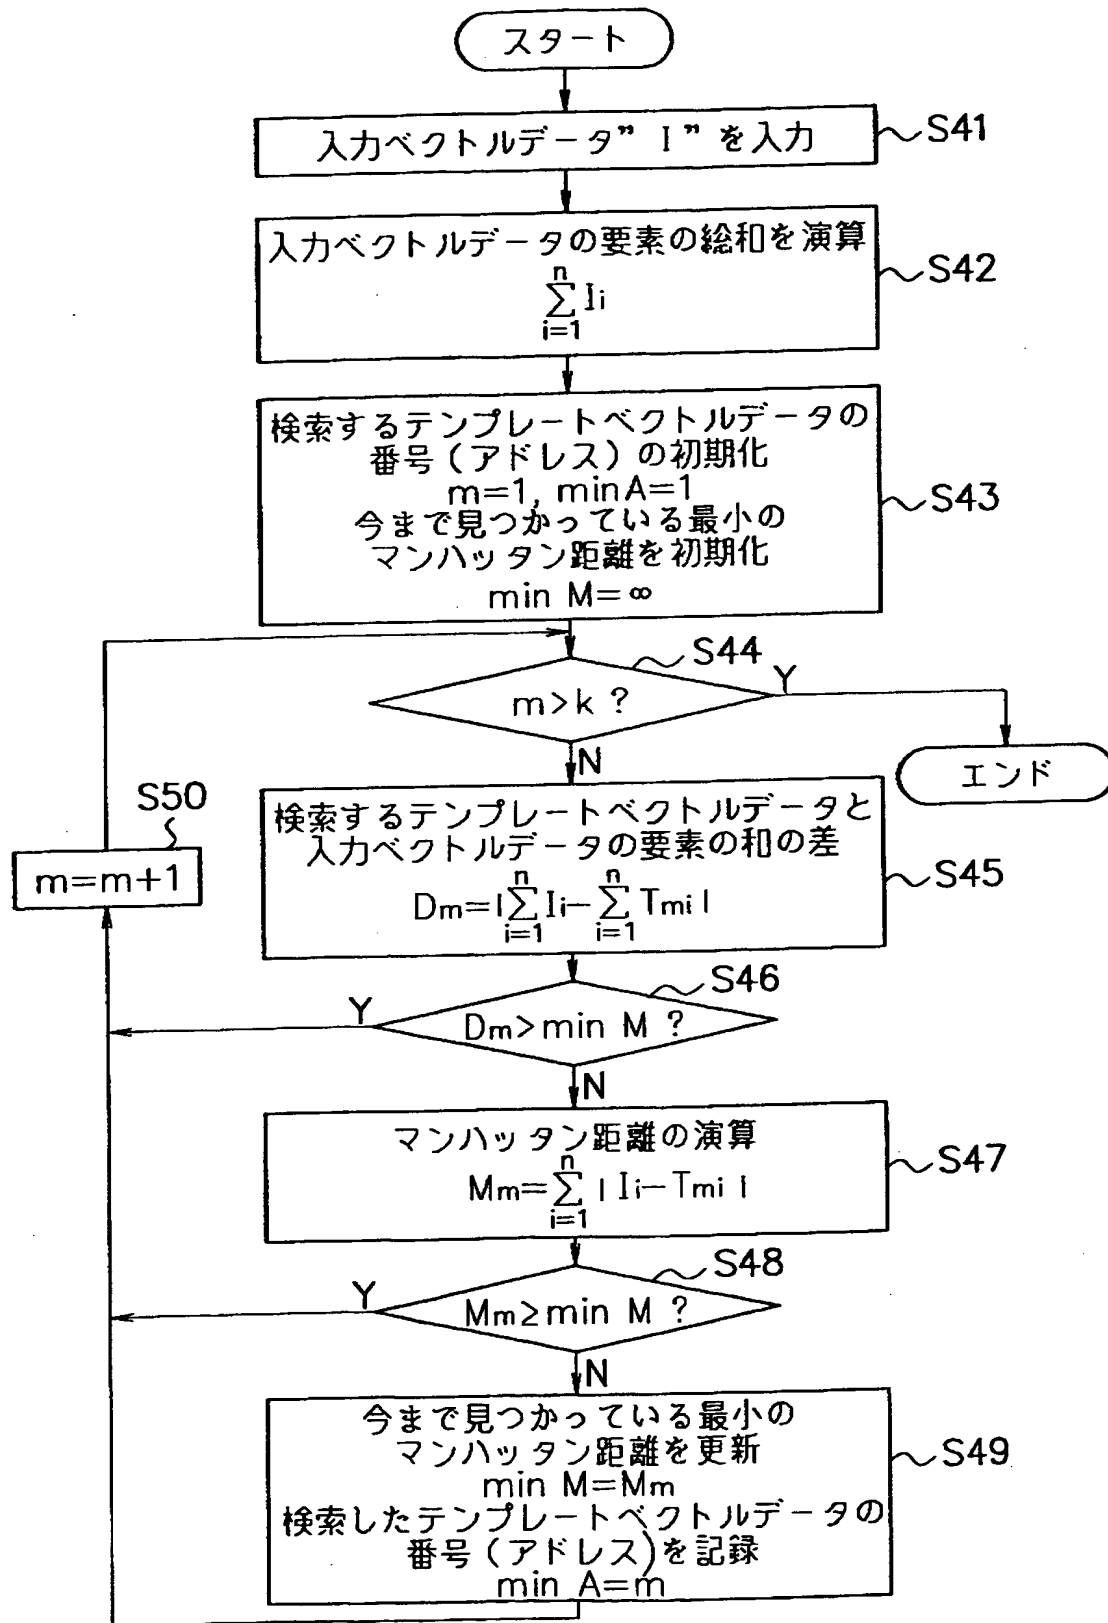 スタート
入力ベクトルデータ” I ” を入力
S41
入力ベクトルデータの要素の総和を演算
n
∑ Ii
i=1
S42
検索するテンプレートベクトルデータの
番号 (アドレス) の初期化
m=1, min A=1
今まで見つかっている最小の
マンハッタン距離を初期化
min M=∞
S43
S44
m>k ?
Y
N
エンド
S50
m=m+1
検索するテンプレートベクトルデータと
入力ベクトルデータの要素の和の差
n n
Dm=|∑ Ii-∑ Tmi|
i=1 i=1
S45
S46
Y
Dm>min M ?
N
マンハッタン距離の演算
n
Mm=∑ | Ii-Tmi |
i=1
S47
S48
Y
Mm≥min M ?
N
今まで見つかっている最小の
マンハッタン距離を更新
min M=Mm
検索したテンプレートベクトルデータの
番号 (アドレス)を記録
min A=m
S49